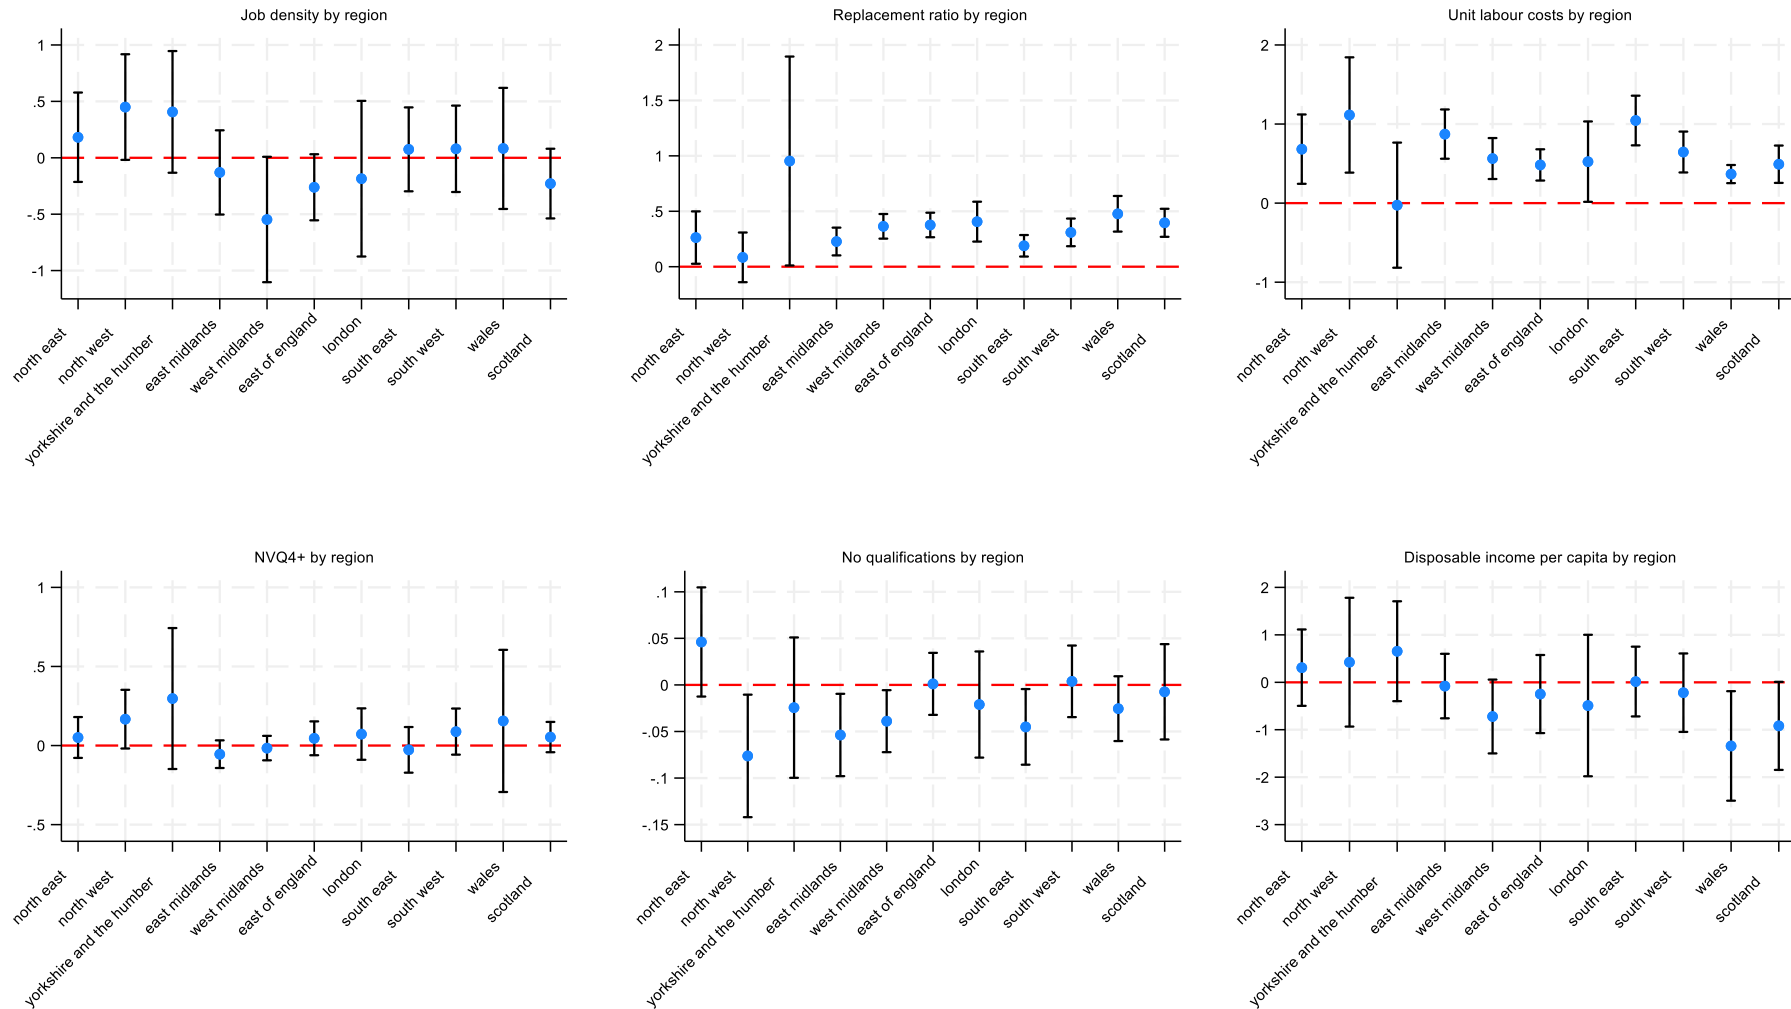 Job density by region
1
.5
0
-.5
-1
north east
north west
yorkshire and the humber
east midlands
west midlands
east of england
london
south east
south west
wales
scotland
Replacement ratio by region
2
1.5
1
.5
0
north east
north west
yorkshire and the humber
east midlands
west midlands
east of england
london
south east
south west
wales
scotland
Unit labour costs by region
2
1
0
-1
north east
north west
yorkshire and the humber
east midlands
west midlands
east of england
london
south east
south west
wales
scotland
NVQ4+ by region
1
.5
0
-.5
north east
north west
yorkshire and the humber
east midlands
west midlands
east of england
london
south east
south west
wales
scotland
No qualifications by region
.1
.05
0
-.05
-.1
-.15
north east
north west
yorkshire and the humber
east midlands
west midlands
east of england
london
south east
south west
wales
scotland
Disposable income per capita by region
2
1
0
-1
-2
-3
north east
north west
yorkshire and the humber
east midlands
west midlands
east of england
london
south east
south west
wales
scotland